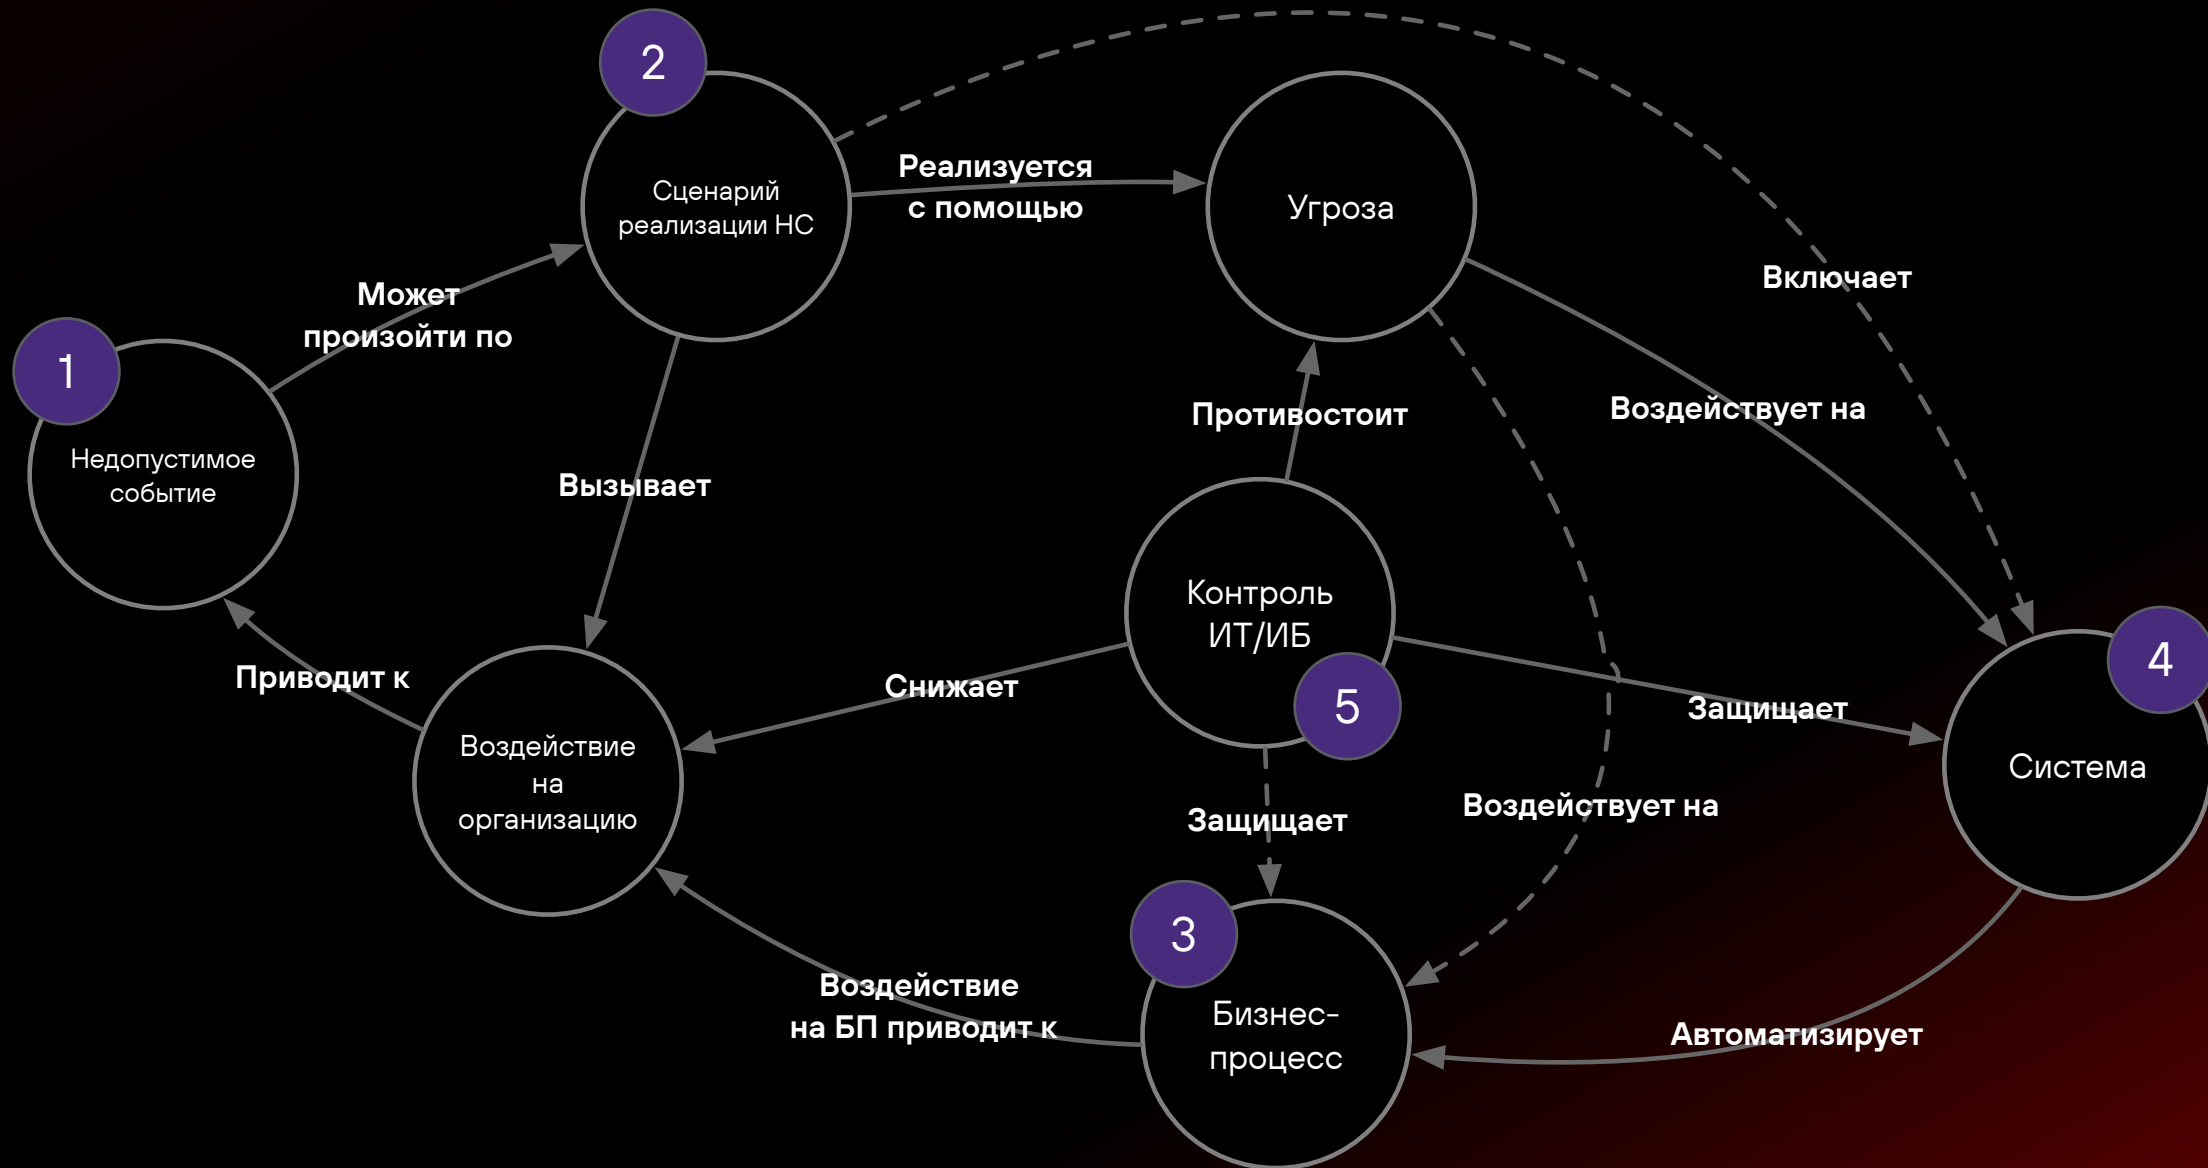 2
Сценарий
реализации НС
Реализуется
с помощью
Угроза
Включает
Может
произойти по
1
Недопустимое
событие
Воздействует на
Противостоит
Вызывает
Контроль
ИТ/ИБ
5
4
Система
Приводит к
Снижает
Защищает
Воздействие
на
организацию
Защищает
Воздействует на
3
Бизнес-
процесс
Воздействие
на БП приводит к
Автоматизирует